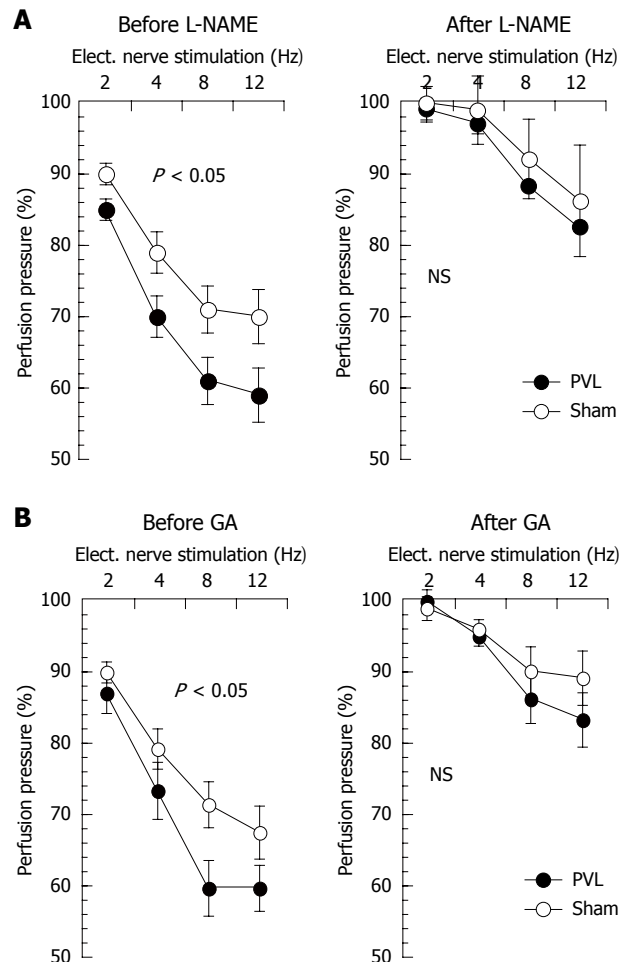 A
Before L-NAME
Elect. nerve stimulation (Hz)
2 4 8 12
100
90
80
70
60
50
Perfusion pressure (%)
P < 0.05
After L-NAME
Elect. nerve stimulation (Hz)
2 4 8 12
100
90
80
70
60
50
Perfusion pressure (%)
NS
PVL
Sham
B
Before GA
Elect. nerve stimulation (Hz)
2 4 8 12
100
90
80
70
60
50
Perfusion pressure (%)
P < 0.05
After GA
Elect. nerve stimulation (Hz)
2 4 8 12
100
90
80
70
60
50
Perfusion pressure (%)
NS
PVL
Sham